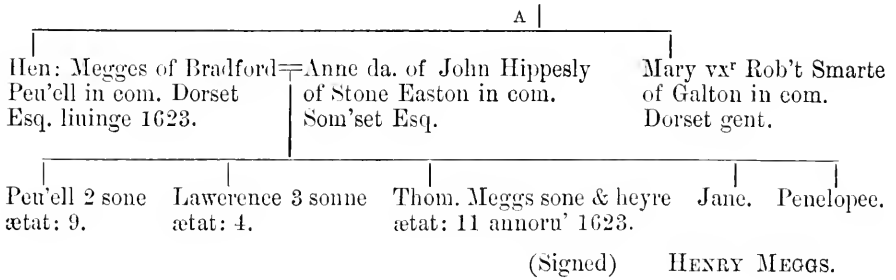 A
Hen: Megges of Bradford
Peu'ell in com. Dorset
Esq. lininge 1623.
Anne da. of John Hippesly
of Stone Easton in com.
Som'set Esq.
Mary vxʳ Rob't Smarte
of Galton in com.
Dorset gent.
Peu'ell 2 sone
ætat: 9.
Lawerence 3 sonne
ætat: 4.
Thom. Meggs sone & heyre
ætat: 11 annoru' 1623.
Jane.
Penelopee.
(Signed) HENRY MEGGS.